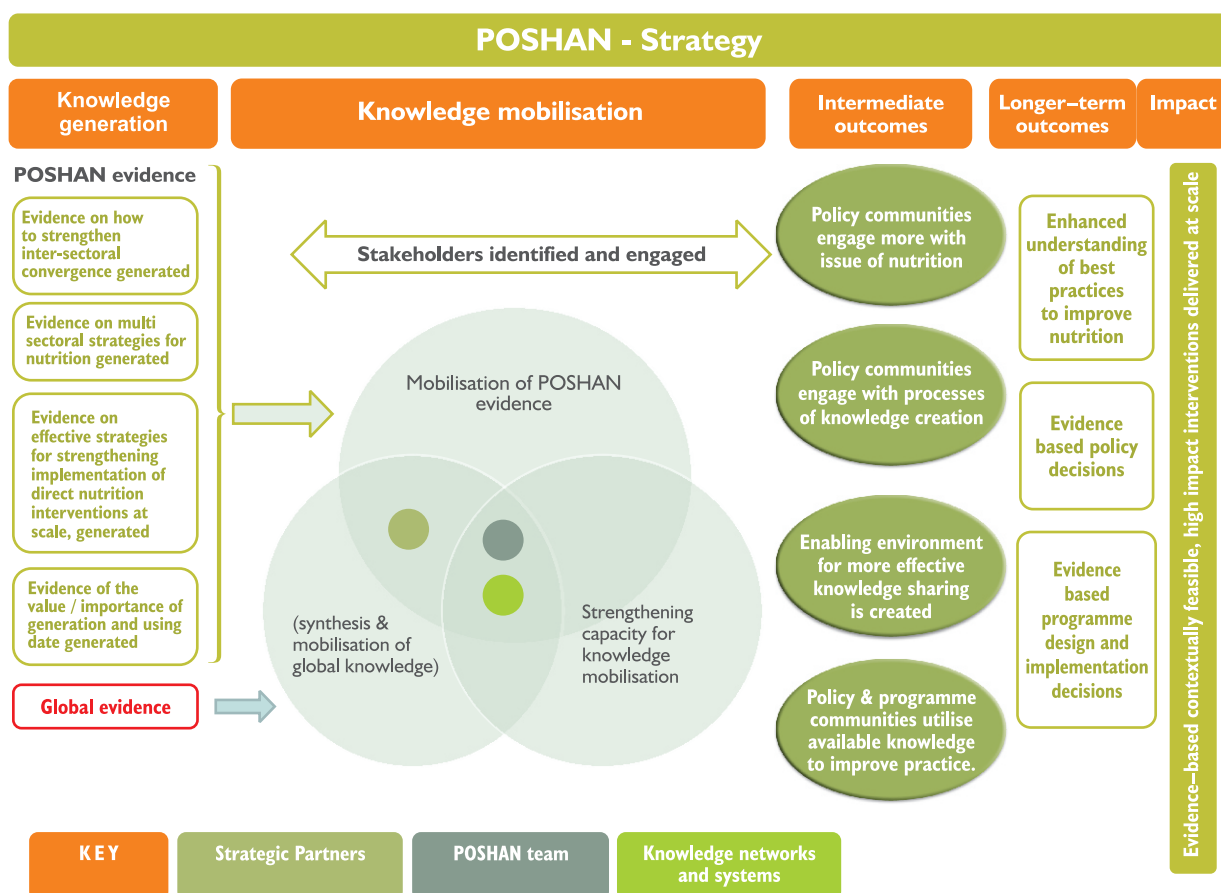 POSHAN - Strategy
Knowledge
generation
Knowledge mobilisation
Intermediate
outcomes
Longer–term
outcomes
Impact
POSHAN evidence
Evidence on how
to strengthen
inter-sectoral
convergence generated
Evidence on multi
sectoral strategies for
nutrition generated
Evidence on
effective strategies
for strengthening
implementation of
direct nutrition
interventions at
scale, generated
Evidence of the
value / importance of
generation and using
date generated
Global evidence
Stakeholders identified and engaged
Mobilisation of POSHAN
evidence
(synthesis &
mobilisation of
global knowledge)
Strengthening
capacity for
knowledge
mobilisation
Policy communities
engage more with
issue of nutrition
Policy communities
engage with processes
of knowledge creation
Enabling environment
for more effective
knowledge sharing
is created
Policy & programme
communities utilise
available knowledge
to improve practice.
Enhanced
understanding
of best
practices
to improve
nutrition
Evidence
based policy
decisions
Evidence
based
programme
design and
implementation
decisions
Evidence–based contextually feasible, high impact interventions delivered at scale
KEY
Strategic Partners
POSHAN team
Knowledge networks
and systems